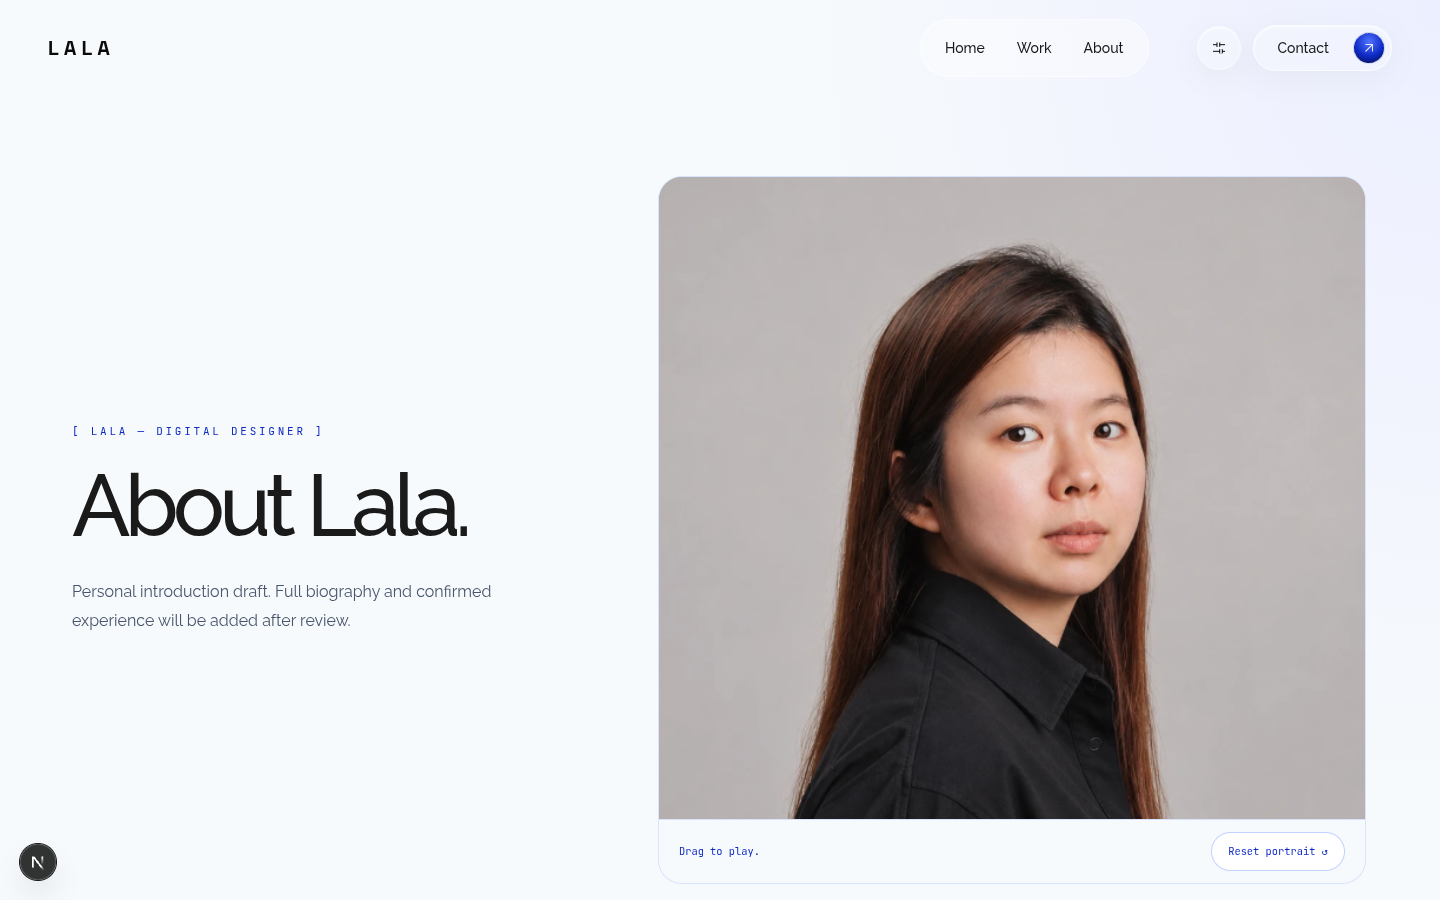 LALA
Home Work About Contact
[ LALA — DIGITAL DESIGNER ]
About Lala.
Personal introduction draft. Full biography and confirmed
experience will be added after review.
Drag to play.
Reset portrait ↺
N